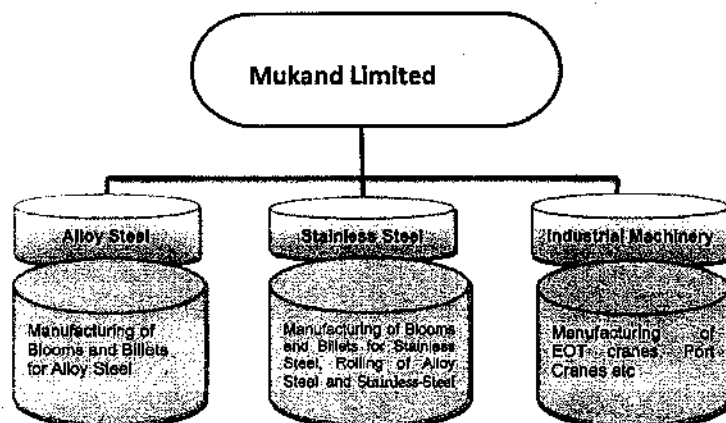 Mukand Limited
Alloy Steel
Manufacturing of
Blooms and Billets
for Alloy Steel
Stainless Steel
Manufacturing of Blooms
and Billets for Stainless
Steel, Rolling of Alloy
Steel and Stainless-Steel
Industrial Machinery
Manufacturing of
EOT cranes, Port
Cranes etc